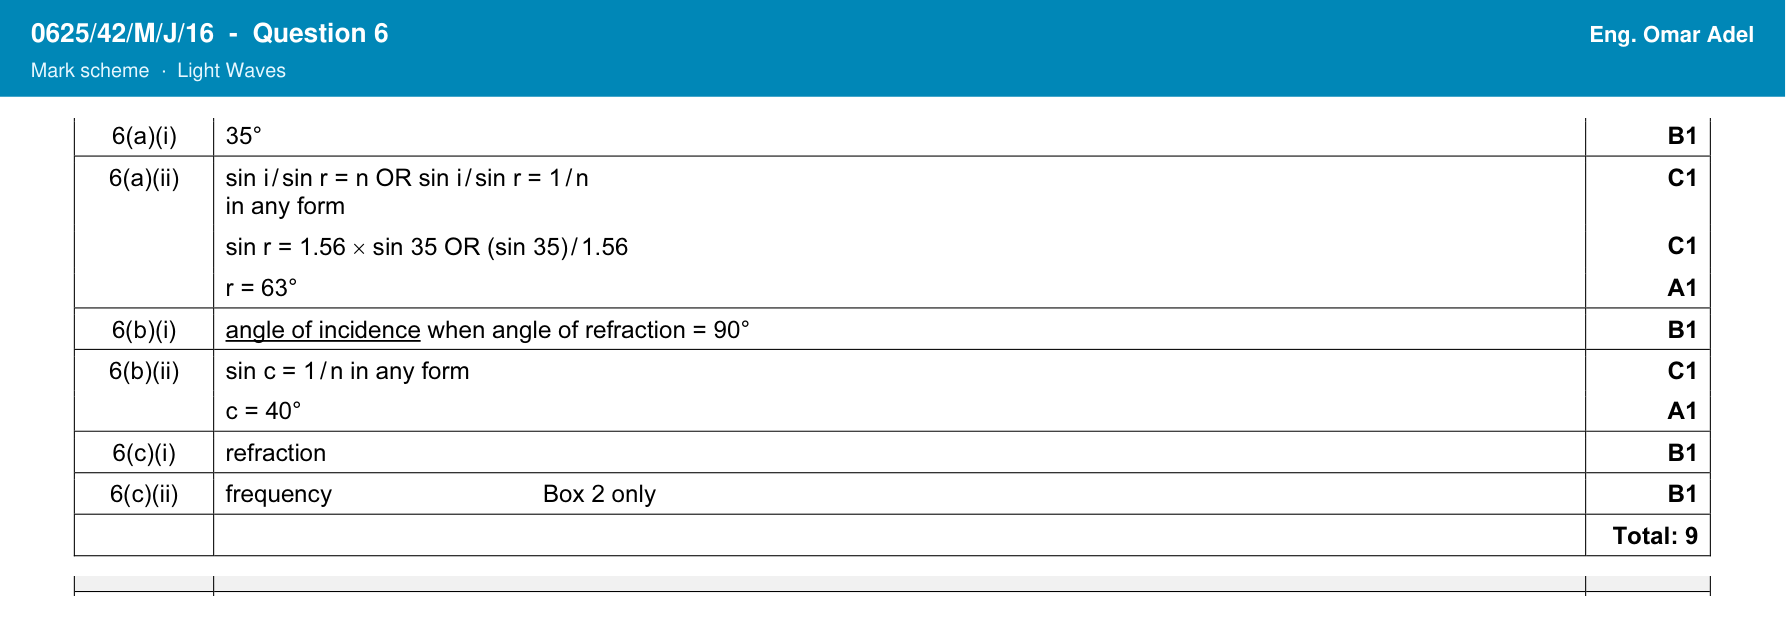 0625/42/M/J/16 - Question 6
Eng. Omar Adel
Mark scheme · Light Waves
6(a)(i) 35° B1
6(a)(ii) sin i/sin r = n OR sin i/sin r = 1/n C1
in any form
sin r = 1.56 × sin 35 OR (sin 35)/1.56 C1
r = 63° A1
6(b)(i) angle of incidence when angle of refraction = 90° B1
6(b)(ii) sin c = 1/n in any form C1
c = 40° A1
6(c)(i) refraction B1
6(c)(ii) frequency Box 2 only B1
Total: 9